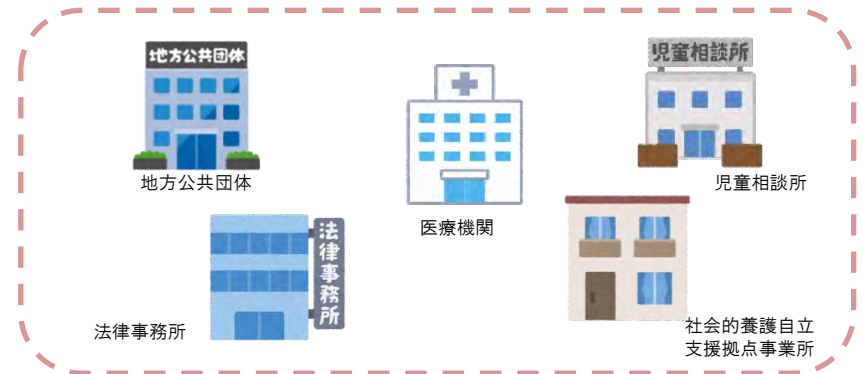 地方公共団体
地方公共団体
医療機関
児童相談所
児童相談所
法律事務所
法律事務所
社会的養護自立
支援拠点事業所